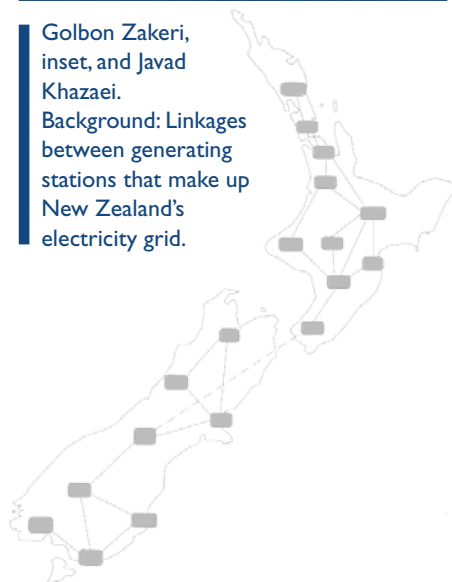 Golbon Zakeri,
inset, and Javad
Khazaei.
Background: Linkages
between generating
stations that make up
New Zealand’s
electricity grid.